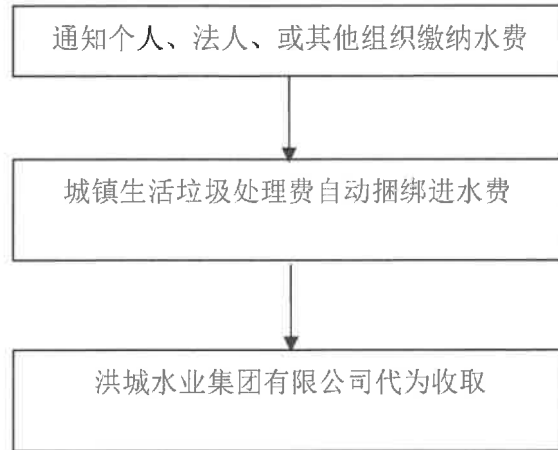 通知个人、法人、或其他组织缴纳水费
城镇生活垃圾处理费自动捆绑进水费
洪城水业集团有限公司代为收取